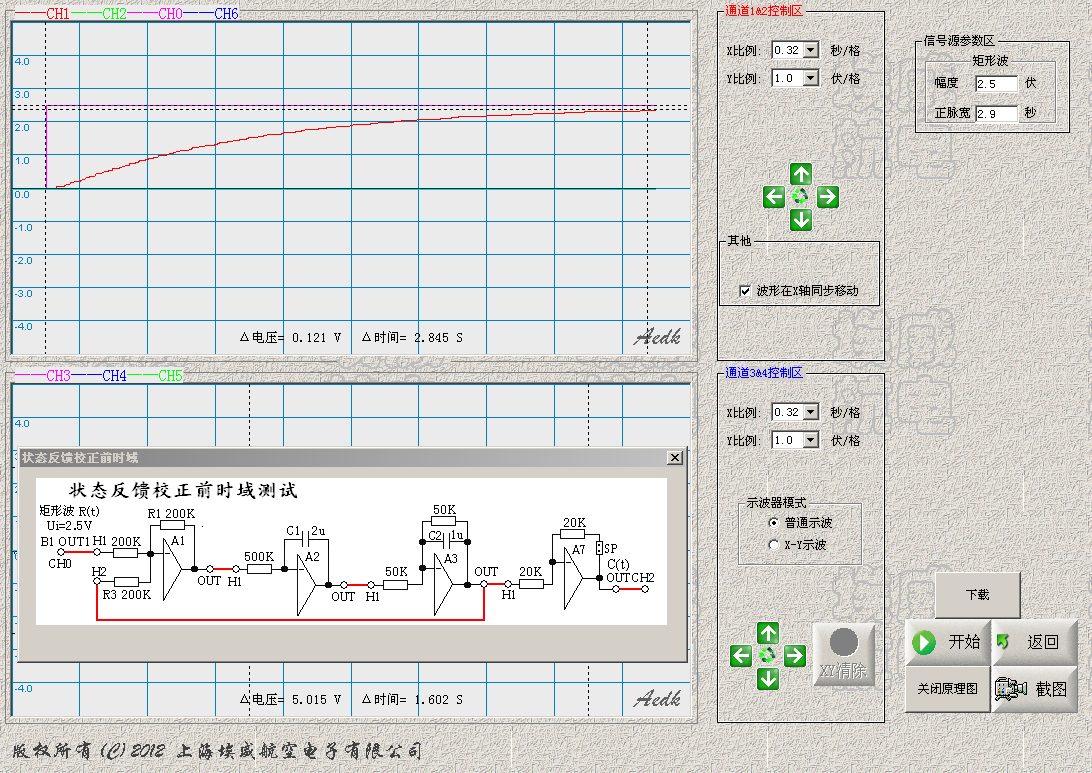 CH1 CH2 CH0 CH6
4.0
3.0
2.0
1.0
0.0
-1.0
-2.0
-3.0
-4.0
△电压= 0.121 V △时间= 2.845 S
Aedk
通道1&2控制区
X比例: 0.32 秒/格
Y比例: 1.0 伏/格
其他
波形在X轴同步移动
信号源参数区
矩形波
幅度 2.5 伏
正脉宽 2.9 秒
CH3 CH4 CH5
4.0
状态反馈校正前时域
状态反馈校正前时域测试
矩形波 R(t)
Ui=2.5V
B1 OUT1 H1 200K
CH0
R1 200K
A1
H2
R3 200K
OUT H1
500K
C1 2u
A2
OUT H1
50K
50K
C2 1u
A3
OUT
H1
20K
20K
A7
SP
C(t)
OUT CH2
-4.0
△电压= 5.015 V △时间= 1.602 S
Aedk
通道3&4控制区
X比例: 0.32 秒/格
Y比例: 1.0 伏/格
示波器模式
普通示波
X-Y示波
XY清除
下载
开始
返回
关闭原理图
截图
版权所有(C)2012 上海埃威航空电子有限公司